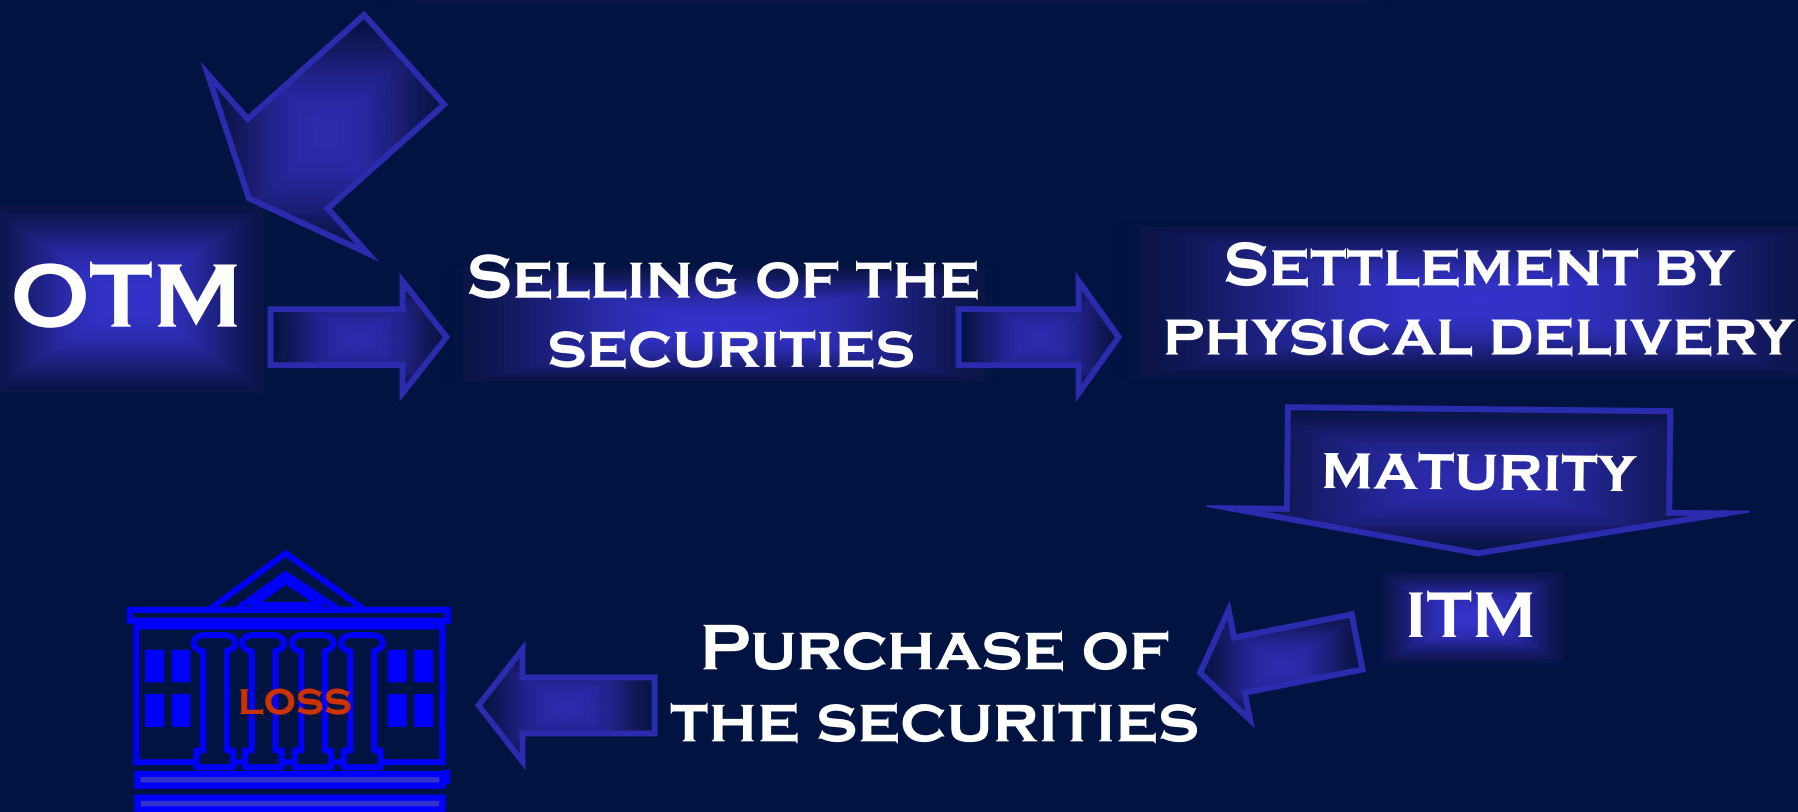 OTM
Selling of the
securities
Settlement by
physical delivery
maturity
ITM
Purchase of
the securities
loss